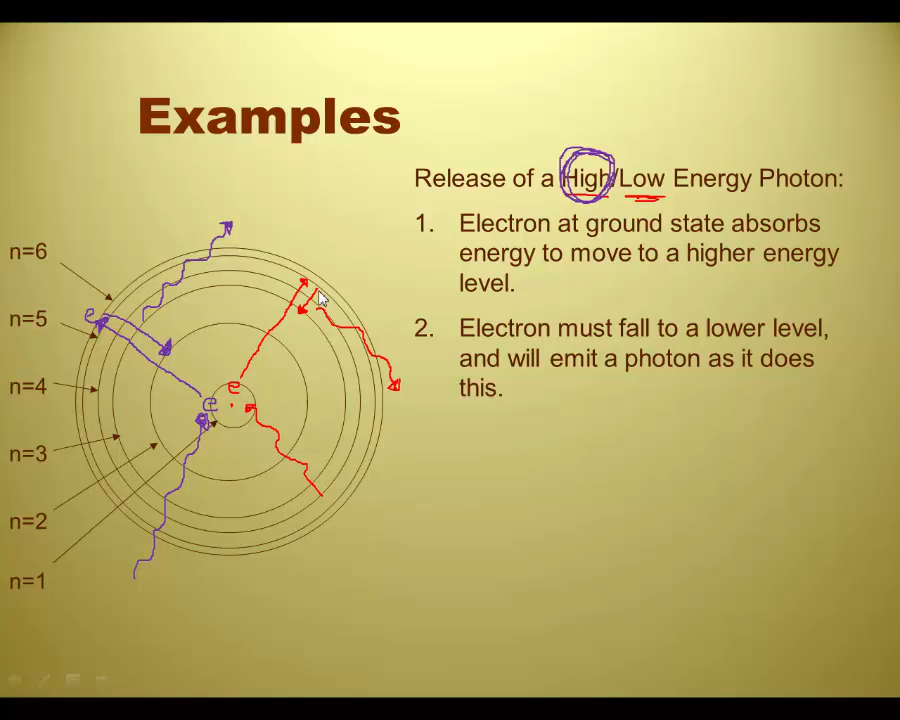 Examples
Release of a High/Low Energy Photon:
1. Electron at ground state absorbs
energy to move to a higher energy
level.
2. Electron must fall to a lower level,
and will emit a photon as it does
this.
n=6
n=5
n=4
n=3
n=2
n=1
e
e
e